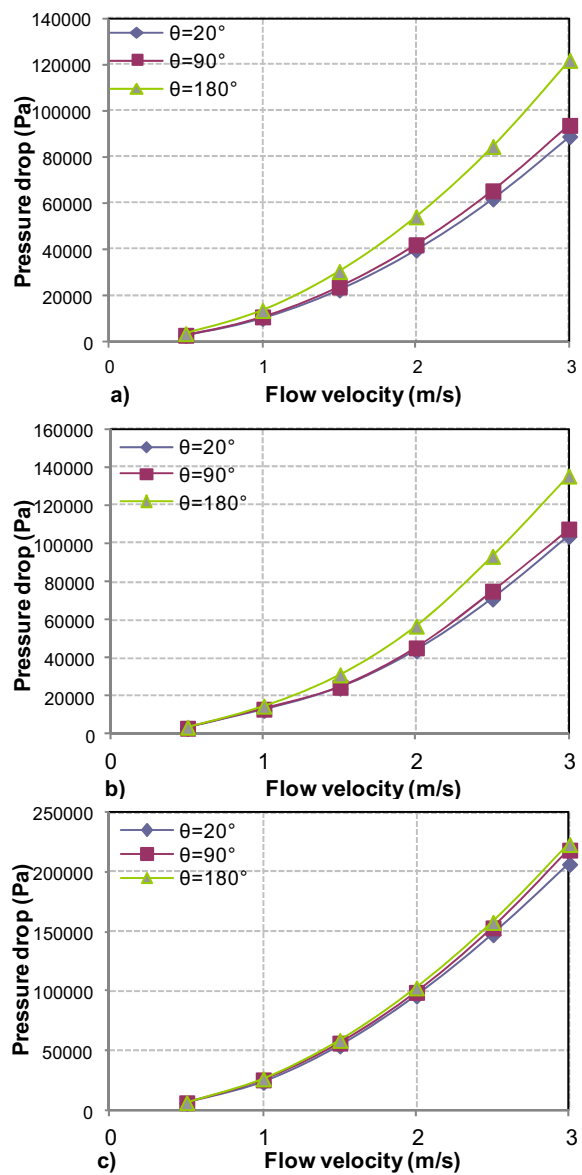 140000
120000
100000
80000
60000
40000
20000
0
Pressure drop (Pa)
θ=20°
θ=90°
θ=180°
0 1 2 3
a) Flow velocity (m/s)
160000
140000
120000
100000
80000
60000
40000
20000
0
Pressure drop (Pa)
θ=20°
θ=90°
θ=180°
0 1 2 3
b) Flow velocity (m/s)
250000
200000
150000
100000
50000
0
Pressure drop (Pa)
θ=20°
θ=90°
θ=180°
0 1 2 3
c) Flow velocity (m/s)